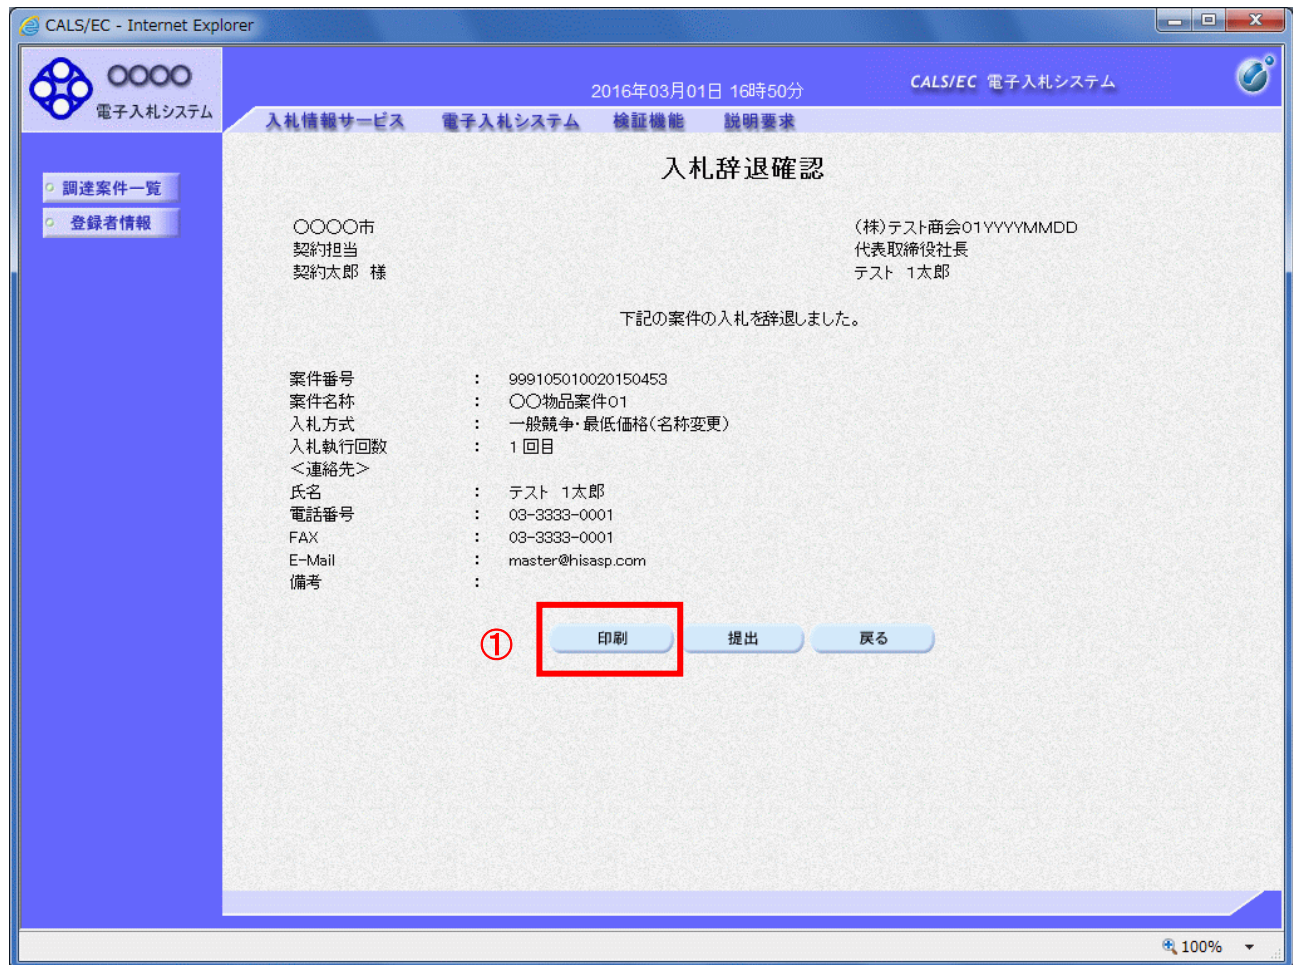 CALS/EC - Internet Explorer
〇〇〇〇
電子入札システム
2016年03月01日 16時50分
CALS/EC 電子入札システム
入札情報サービス 電子入札システム 検証機能 説明要求
調達案件一覧
登録者情報
入札辞退確認
〇〇〇〇市
契約担当
契約太郎 様
(株)テスト商会01YYYYMMDD
代表取締役社長
テスト 1太郎
下記の案件の入札を辞退しました。
案件番号 : 999105010020150453
案件名称 : 〇〇物品案件01
入札方式 : 一般競争・最低価格(名称変更)
入札執行回数 : 1回目
<連絡先>
氏名 : テスト 1太郎
電話番号 : 03-3333-0001
FAX : 03-3333-0001
E-Mail : master@hisasp.com
備考 :
① 印刷 提出 戻る
100%